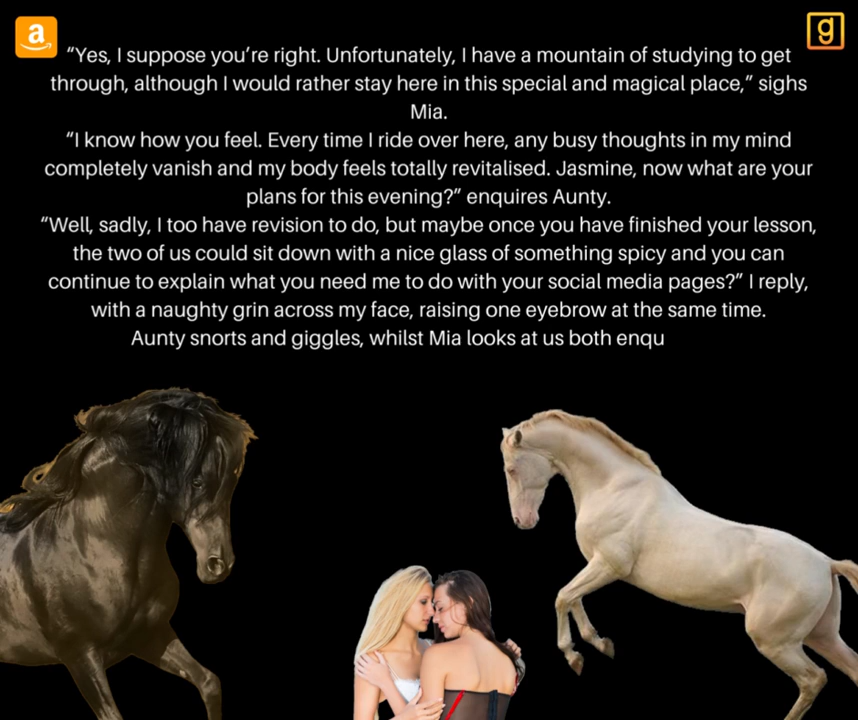 a
g
“Yes, I suppose you’re right. Unfortunately, I have a mountain of studying to get
through, although I would rather stay here in this special and magical place,” sighs
Mia.
“I know how you feel. Every time I ride over here, any busy thoughts in my mind
completely vanish and my body feels totally revitalised. Jasmine, now what are your
plans for this evening?” enquires Aunty.
“Well, sadly, I too have revision to do, but maybe once you have finished your lesson,
the two of us could sit down with a nice glass of something spicy and you can
continue to explain what you need me to do with your social media pages?” I reply,
with a naughty grin across my face, raising one eyebrow at the same time.
Aunty snorts and giggles, whilst Mia looks at us both enqu